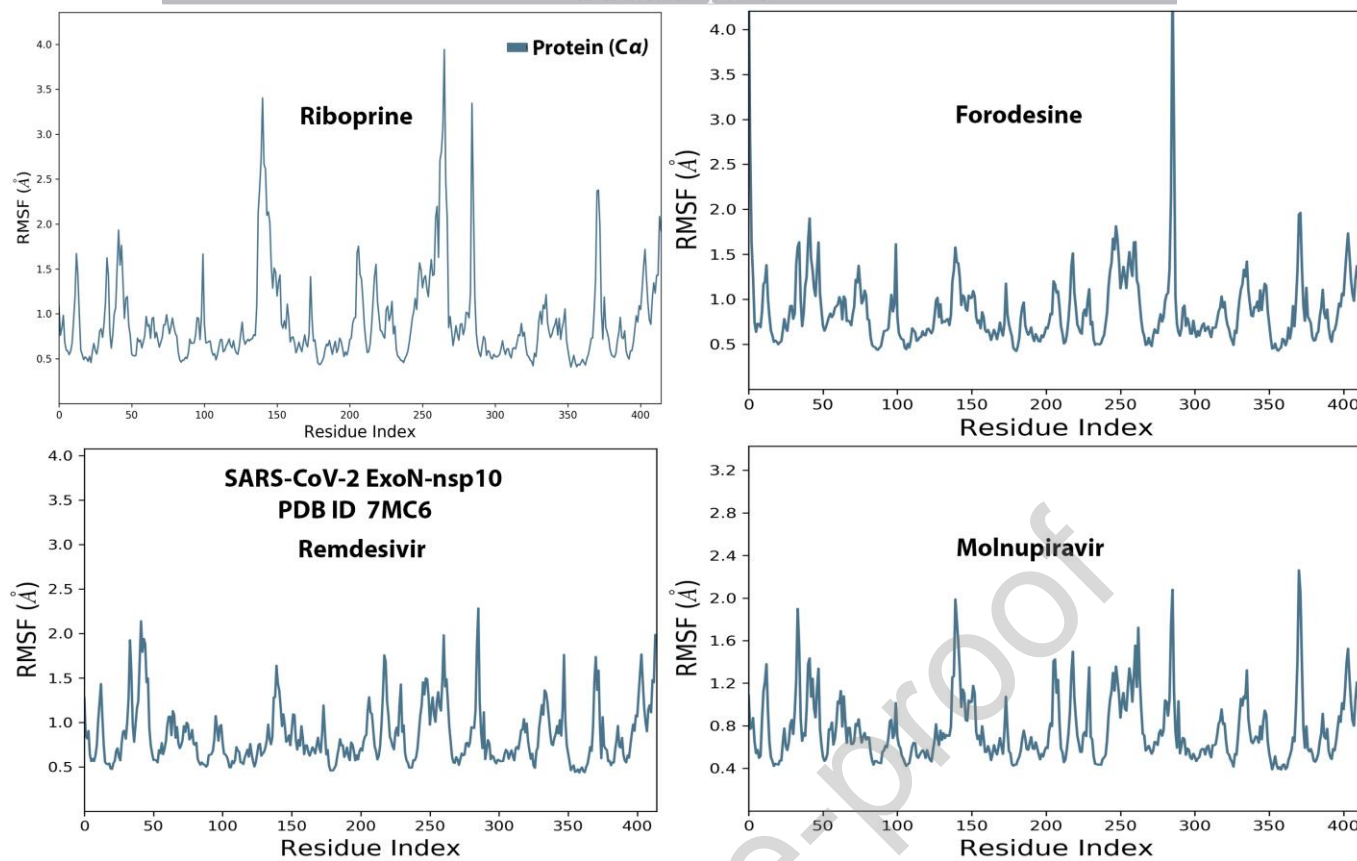 Protein (Cα)
Riboprine
4.0
3.5
3.0
2.5
2.0
1.5
1.0
0.5
RMSF (Å)
0 50 100 150 200 250 300 350 400
Residue Index
Forodesine
4.0
3.5
3.0
2.5
2.0
1.5
1.0
0.5
RMSF (Å)
0 50 100 150 200 250 300 350 400
Residue Index
SARS-CoV-2 ExoN-nsp10
PDB ID 7MC6
Remdesivir
4.0
3.5
3.0
2.5
2.0
1.5
1.0
0.5
RMSF (Å)
0 50 100 150 200 250 300 350 400
Residue Index
Molnupiravir
3.2
2.8
2.4
2.0
1.6
1.2
0.8
0.4
RMSF (Å)
0 50 100 150 200 250 300 350 400
Residue Index
e-proof